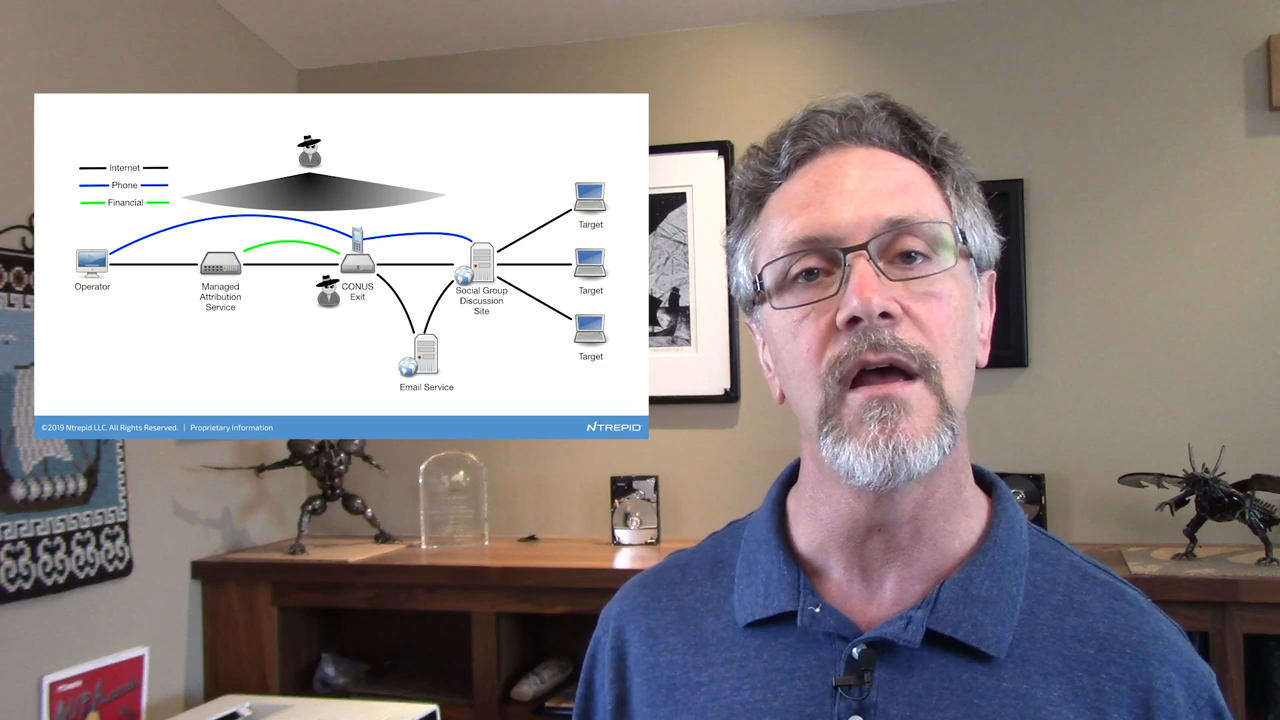 Internet
Phone
Financial
Target
Operator
Managed
Attribution
Service
CONUS
Exit
Social Group
Discussion
Site
Target
Target
Email Service
©2019 Ntrepid LLC. All Rights Reserved. | Proprietary Information
NTREPID